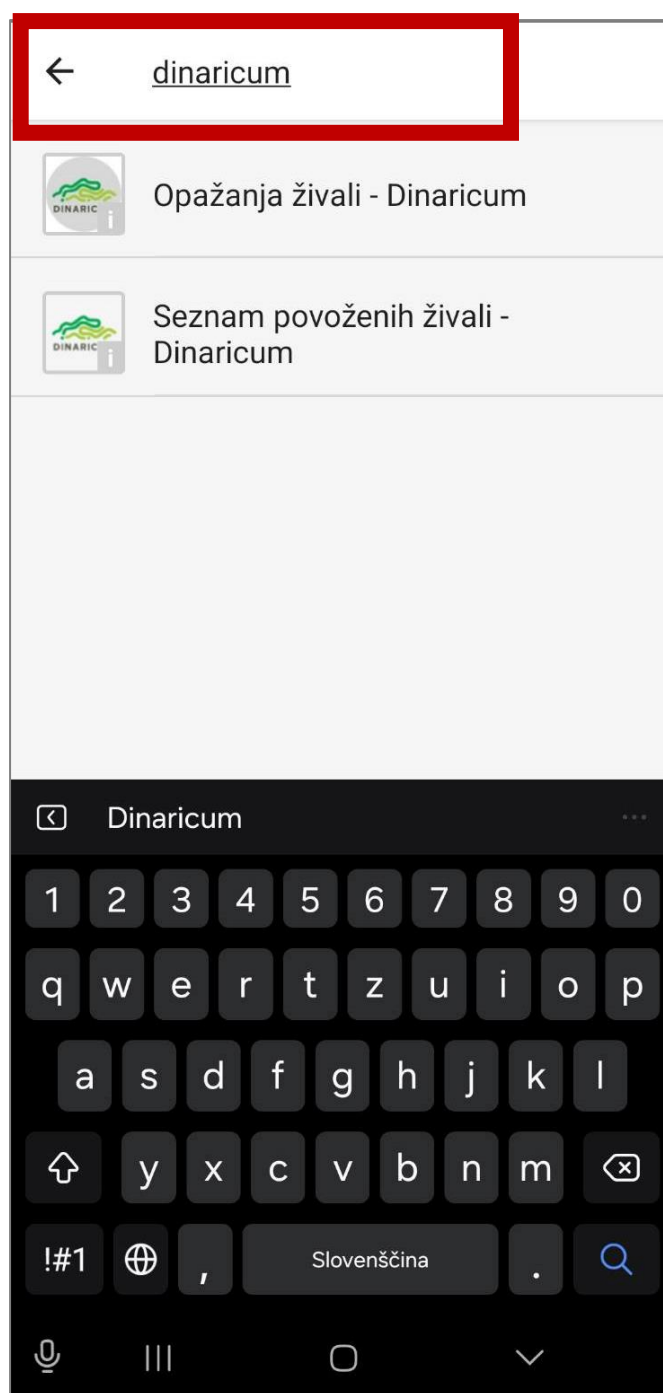 dinaricum
DINARIC
i
Opažanja živali - Dinaricum
DINARIC
i
Seznam povoženih živali -
Dinaricum
Dinaricum
1 2 3 4 5 6 7 8 9 0
q w e r t z u i o p
a s d f g h j k l
y x c v b n m
!#1 , Slovenščina .